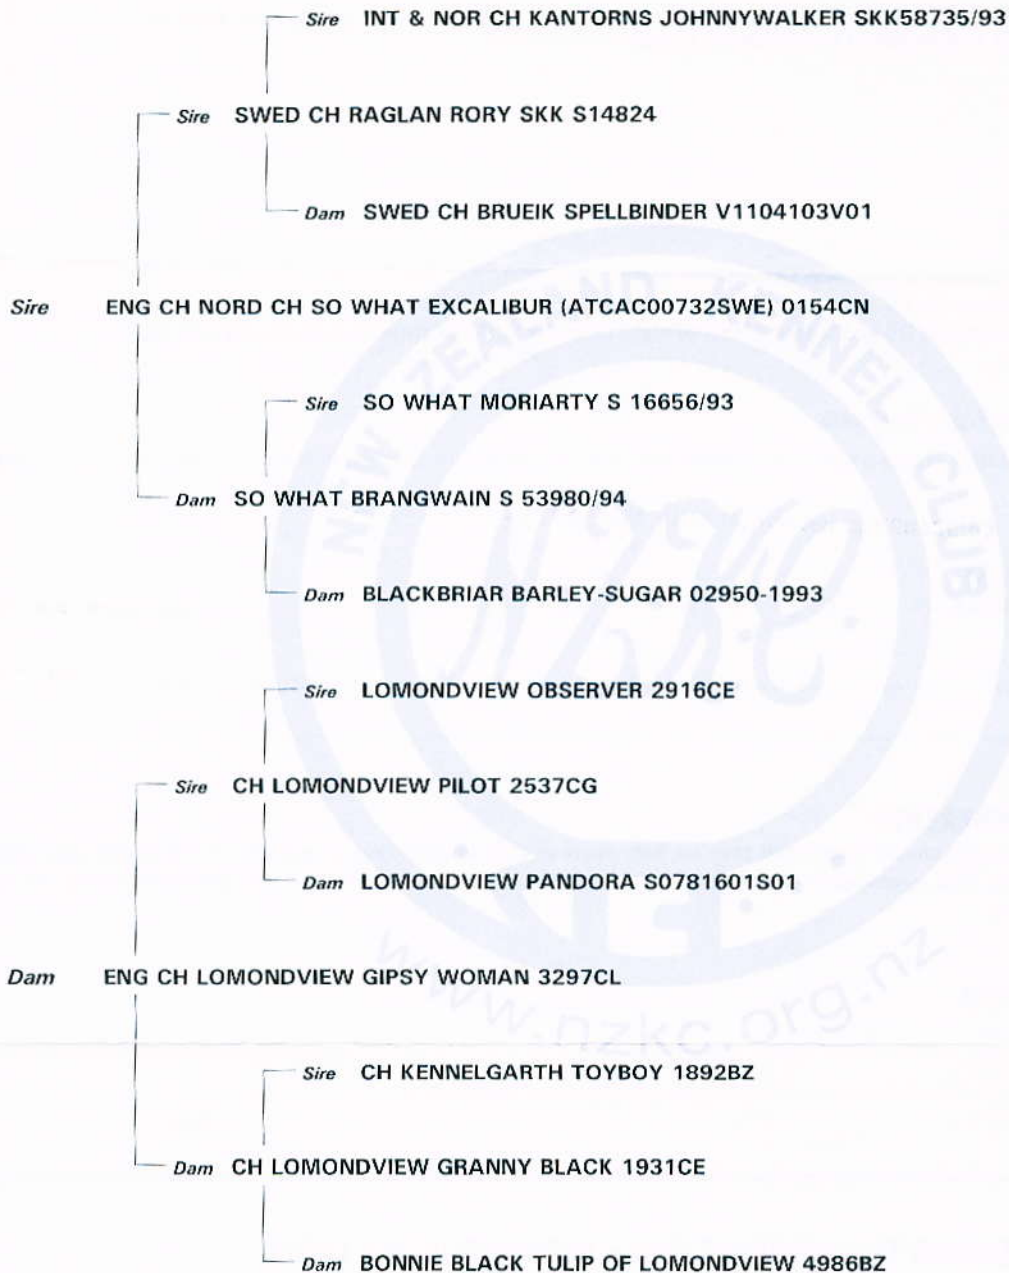 Sire INT & NOR CH KANTORNS JOHNNYWALKER SKK58735/93
Sire SWED CH RAGLAN RORY SKK S14824
Dam SWED CH BRUEIK SPELLBINDER V1104103V01
Sire ENG CH NORD CH SO WHAT EXCALIBUR (ATCAC00732SWE) 0154CN
Sire SO WHAT MORIARTY S 16656/93
Dam SO WHAT BRANGWAIN S 53980/94
Dam BLACKBRIAR BARLEY-SUGAR 02950-1993
Sire LOMONDVIEW OBSERVER 2916CE
Sire CH LOMONDVIEW PILOT 2537CG
Dam LOMONDVIEW PANDORA S0781601S01
Dam ENG CH LOMONDVIEW GIPSY WOMAN 3297CL
Sire CH KENNELGARTH TOYBOY 1892BZ
Dam CH LOMONDVIEW GRANNY BLACK 1931CE
Dam BONNIE BLACK TULIP OF LOMONDVIEW 4986BZ
NEW ZEALAND KENNEL CLUB
NZKC
www.nzkc.org.nz